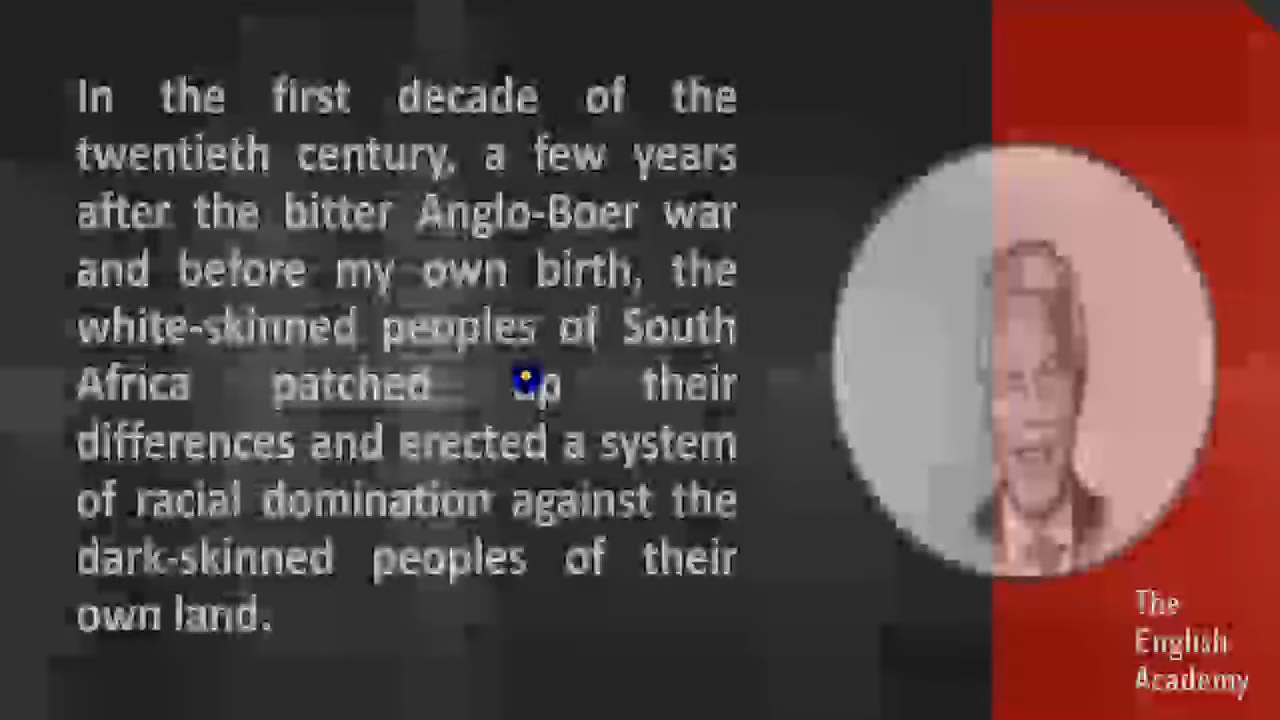 In the first decade of the
twentieth century, a few years
after the bitter Anglo-Boer war
and before my own birth, the
white-skinned peoples of South
Africa patched up their
differences and erected a system
of racial domination against the
dark-skinned peoples of their
own land.
The
English
Academy